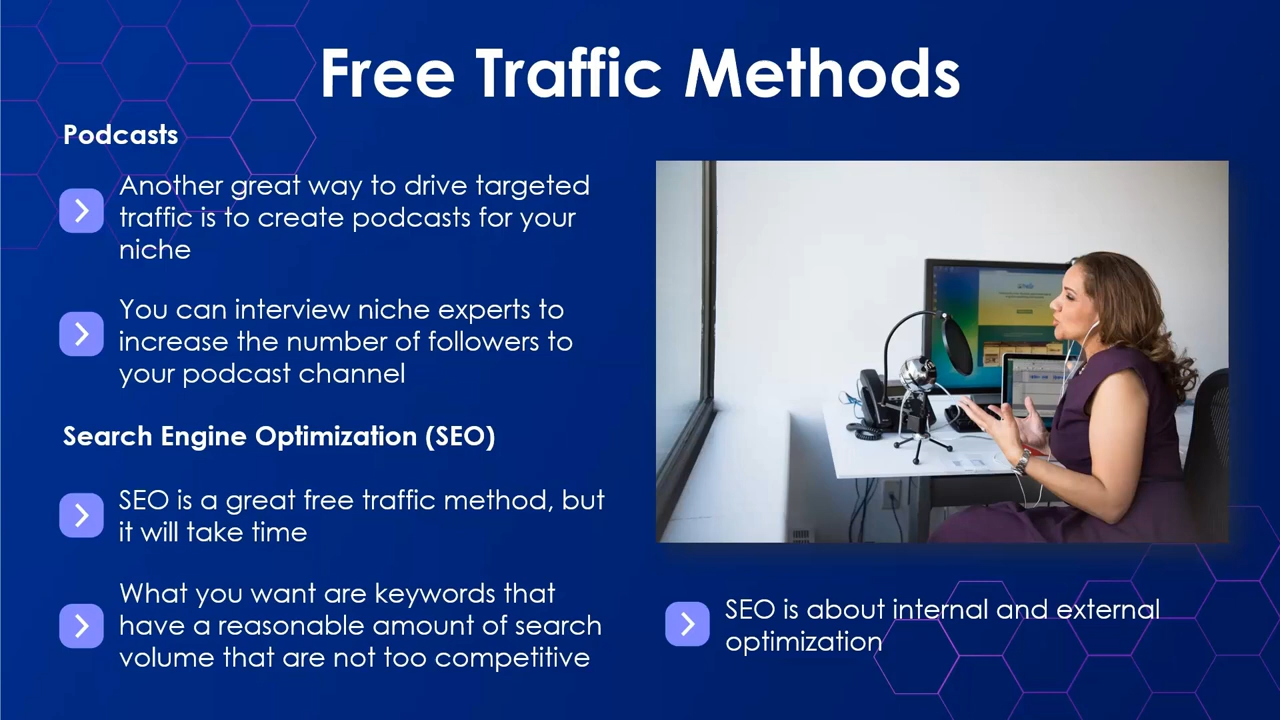 Free Traffic Methods
Podcasts
Another great way to drive targeted
traffic is to create podcasts for your
niche
You can interview niche experts to
increase the number of followers to
your podcast channel
Search Engine Optimization (SEO)
SEO is a great free traffic method, but
it will take time
What you want are keywords that
have a reasonable amount of search
volume that are not too competitive
SEO is about internal and external
optimization